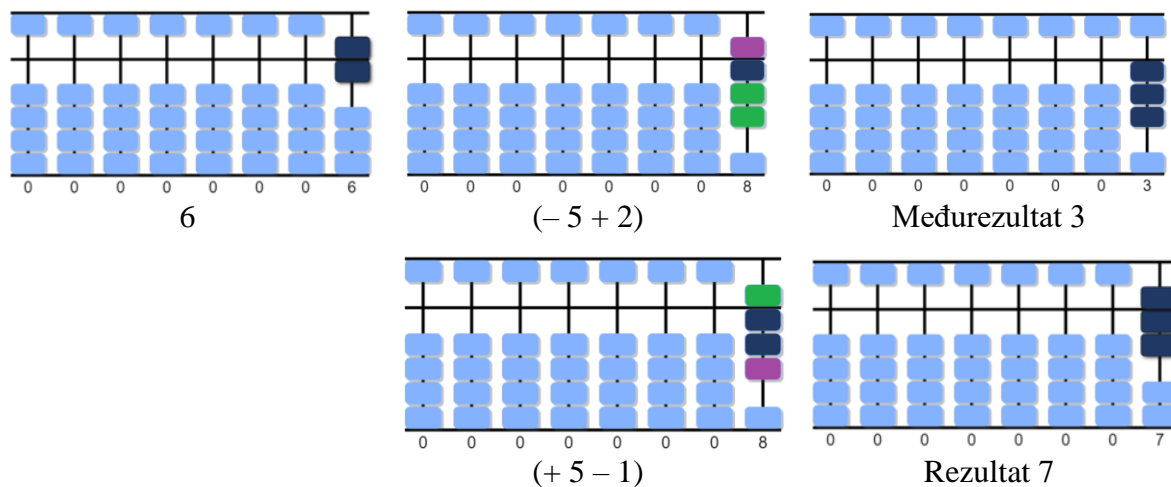 0 0 0 0 0 0 0 6
0 0 0 0 0 0 0 8
0 0 0 0 0 0 0 3
6
(– 5 + 2)
Međurezultat 3
0 0 0 0 0 0 0 8
0 0 0 0 0 0 0 7
(+ 5 – 1)
Rezultat 7